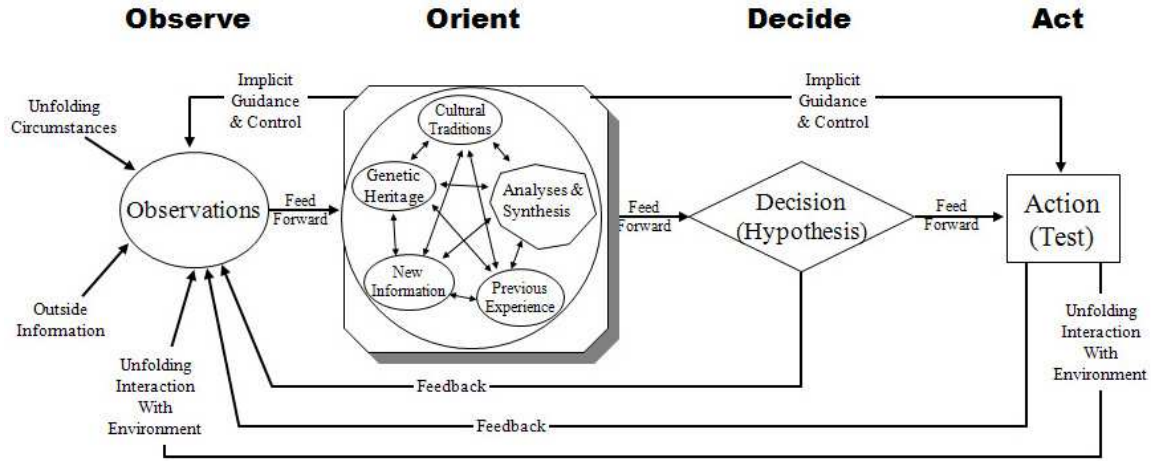 Observe
Orient
Decide
Act
Implicit
Guidance
& Control
Implicit
Guidance
& Control
Unfolding
Circumstances
Cultural
Traditions
Genetic
Heritage
Analyses &
Synthesis
New
Information
Previous
Experience
Observations
Feed
Forward
Feed
Forward
Decision
(Hypothesis)
Feed
Forward
Action
(Test)
Outside
Information
Unfolding
Interaction
With
Environment
Unfolding
Interaction
With
Environment
Feedback
Feedback